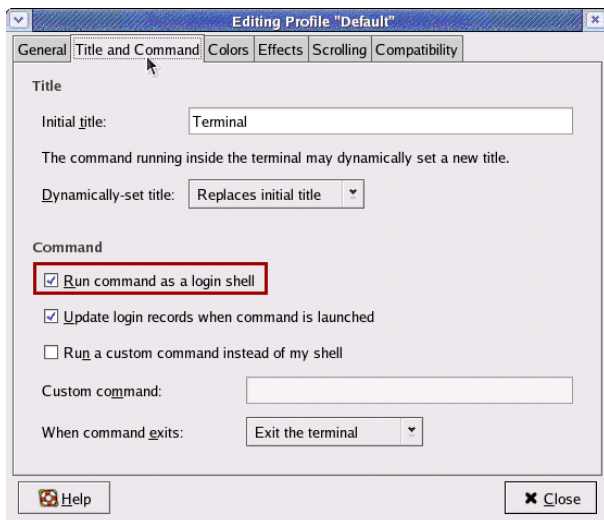 Editing Profile "Default"
General Title and Command Colors Effects Scrolling Compatibility
Title
Initial title: Terminal
The command running inside the terminal may dynamically set a new title.
Dynamically-set title: Replaces initial title
Command
Run command as a login shell
Update login records when command is launched
Run a custom command instead of my shell
Custom command:
When command exits: Exit the terminal
Help Close